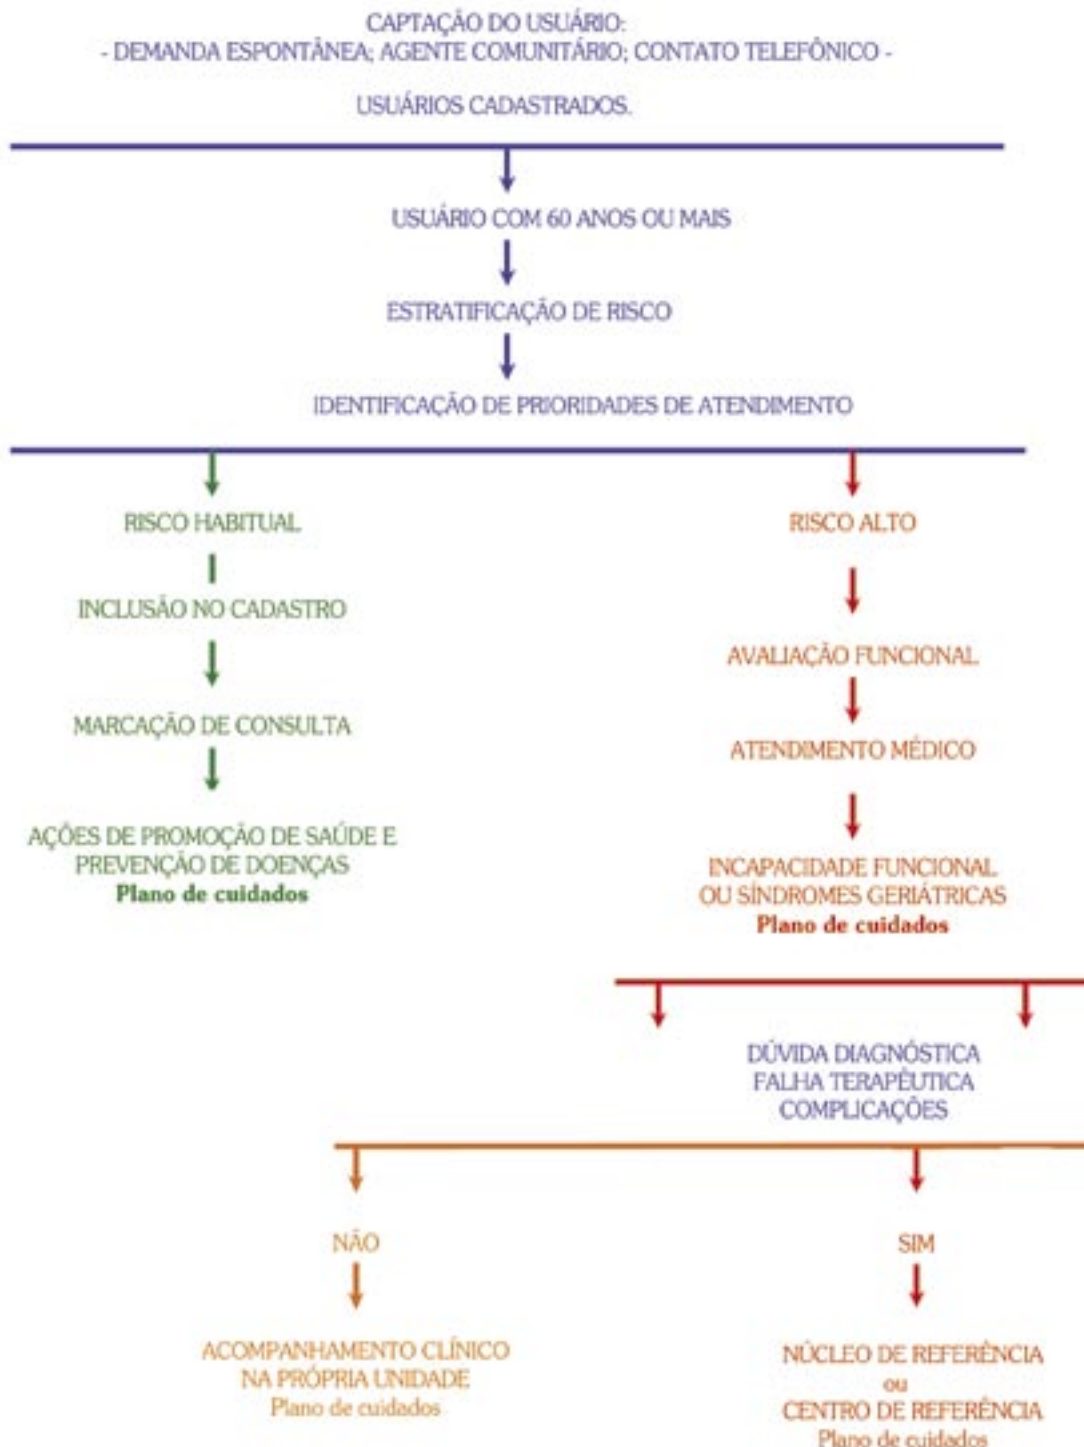 CAPTAÇÃO DO USUÁRIO:
- DEMANDA ESPONTÂNEA; AGENTE COMUNITÁRIO; CONTATO TELEFÔNICO -
USUÁRIOS CADASTRADOS.
USUÁRIO COM 60 ANOS OU MAIS
ESTRATIFICAÇÃO DE RISCO
IDENTIFICAÇÃO DE PRIORIDADES DE ATENDIMENTO
RISCO HABITUAL
INCLUSÃO NO CADASTRO
MARCAÇÃO DE CONSULTA
AÇÕES DE PROMOÇÃO DE SAÚDE E
PREVENÇÃO DE DOENÇAS
Plano de cuidados
RISCO ALTO
AVALIAÇÃO FUNCIONAL
ATENDIMENTO MÉDICO
INCAPACIDADE FUNCIONAL
OU SÍNDROMES GERIÁTRICAS
Plano de cuidados
DÚVIDA DIAGNÓSTICA
FALHA TERAPÊUTICA
COMPLICAÇÕES
NÃO
ACOMPANHAMENTO CLÍNICO
NA PRÓPRIA UNIDADE
Plano de cuidados
SIM
NÚCLEO DE REFERÊNCIA
ou
CENTRO DE REFERÊNCIA
Plano de cuidados